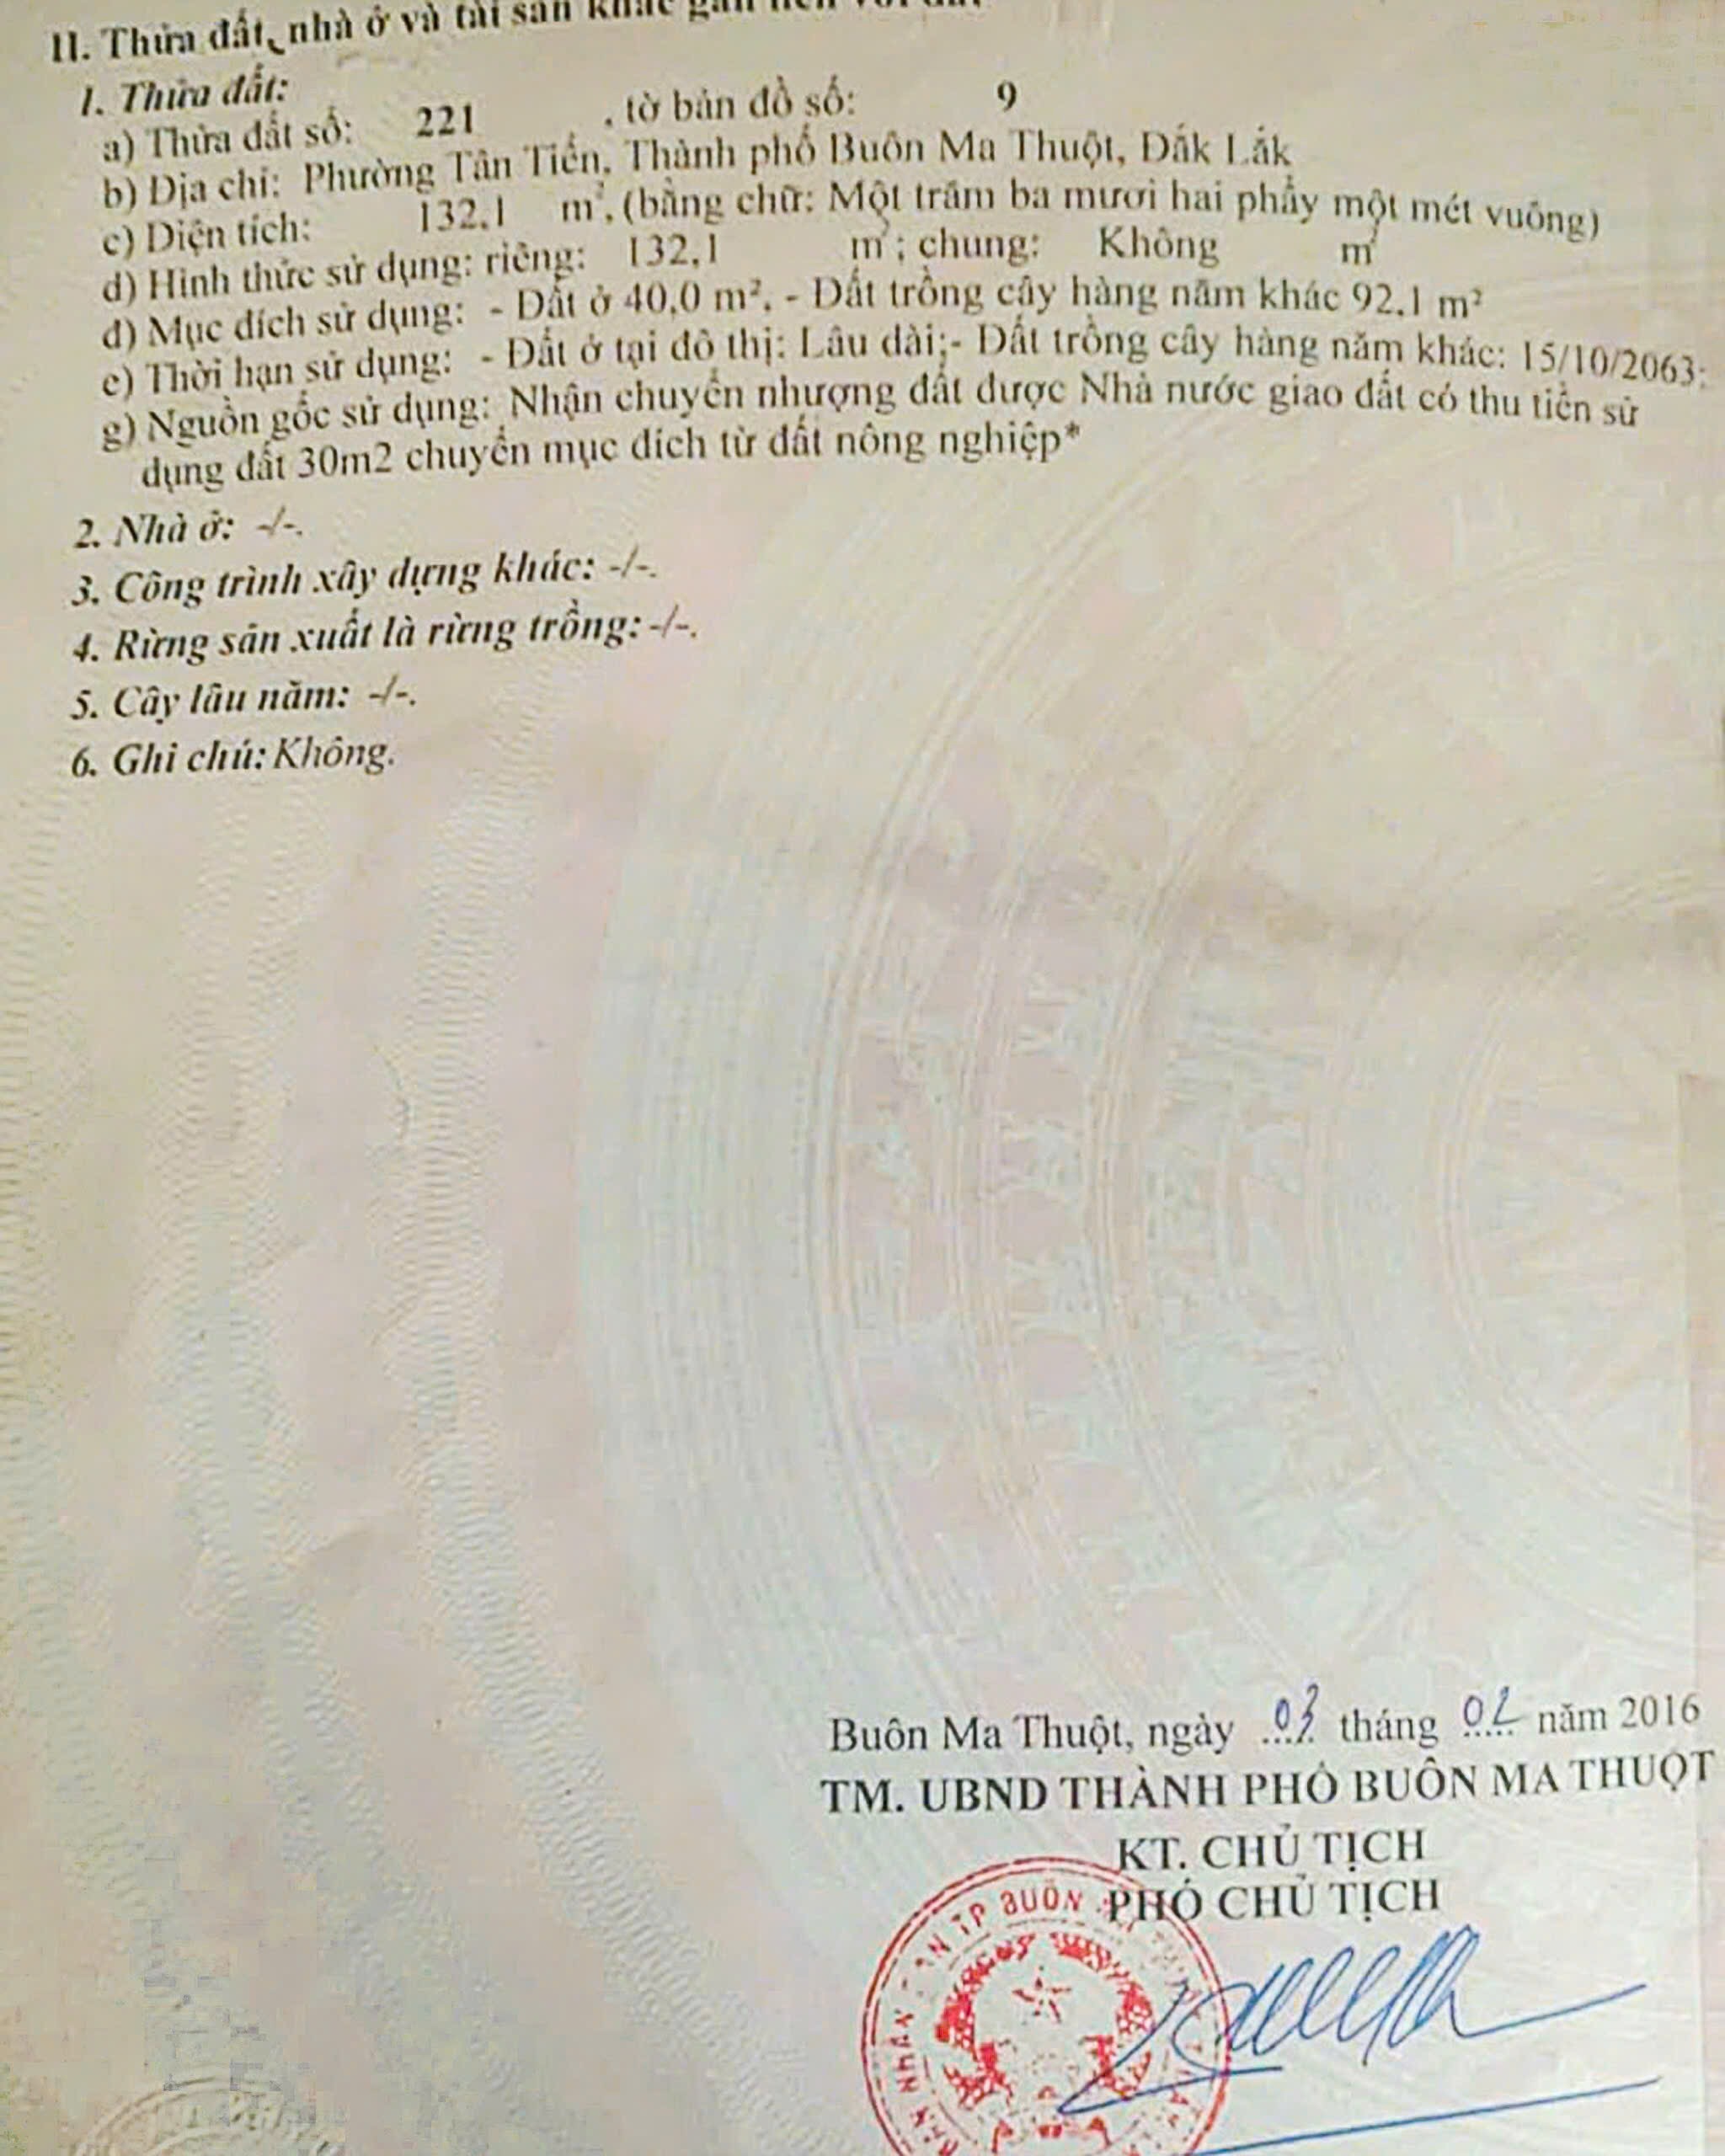 II. Thửa đất, nhà ở và tài sản khác gắn liền với đất
1. Thửa đất:
a) Thửa đất số: 221 , tờ bản đồ số: 9
b) Địa chỉ: Phường Tân Tiến, Thành phố Buôn Ma Thuột, Đắk Lắk
c) Diện tích: 132,1 m², (bằng chữ: Một trăm ba mươi hai phẩy một mét vuông)
d) Hình thức sử dụng: riêng: 132,1 m²; chung: Không m²
đ) Mục đích sử dụng: - Đất ở 40,0 m². - Đất trồng cây hàng năm khác 92,1 m²
e) Thời hạn sử dụng: - Đất ở tại đô thị: Lâu dài;- Đất trồng cây hàng năm khác: 15/10/2063;
g) Nguồn gốc sử dụng: Nhận chuyển nhượng đất được Nhà nước giao đất có thu tiền sử
dụng đất 30m2 chuyển mục đích từ đất nông nghiệp*
2. Nhà ở: -/-.
3. Công trình xây dựng khác: -/-.
4. Rừng sản xuất là rừng trồng: -/-.
5. Cây lâu năm: -/-.
6. Ghi chú: Không.
Buôn Ma Thuột, ngày 03 tháng 02 năm 2016
TM. UBND THÀNH PHỐ BUÔN MA THUỘT
KT. CHỦ TỊCH
PHÓ CHỦ TỊCH
NHÂN DÂN TP BUÔN